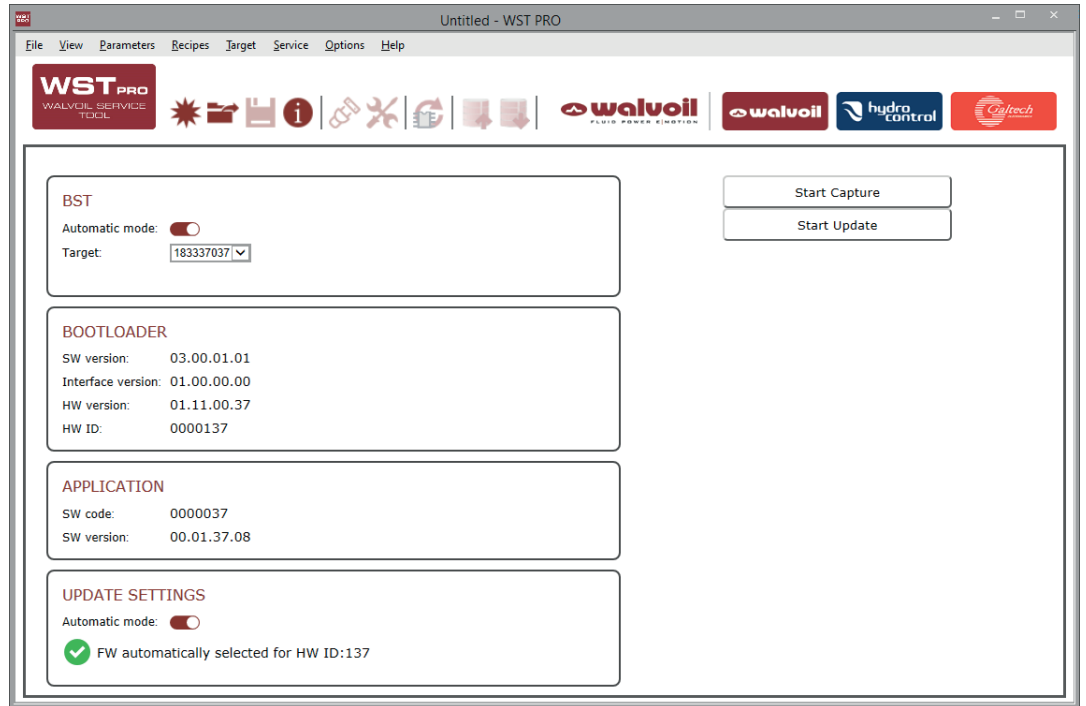 WST PRO
Untitled - WST PRO
File View Parameters Recipes Target Service Options Help
WST PRO
WALVOIL SERVICE
TOOL
i
walvoil
FLUID POWER E|MOTION
walvoil
hydro
control
Galtech
BST
Automatic mode:
Target: 183337037
Start Capture
Start Update
BOOTLOADER
SW version: 03.00.01.01
Interface version: 01.00.00.00
HW version: 01.11.00.37
HW ID: 0000137
APPLICATION
SW code: 0000037
SW version: 00.01.37.08
UPDATE SETTINGS
Automatic mode:
FW automatically selected for HW ID:137